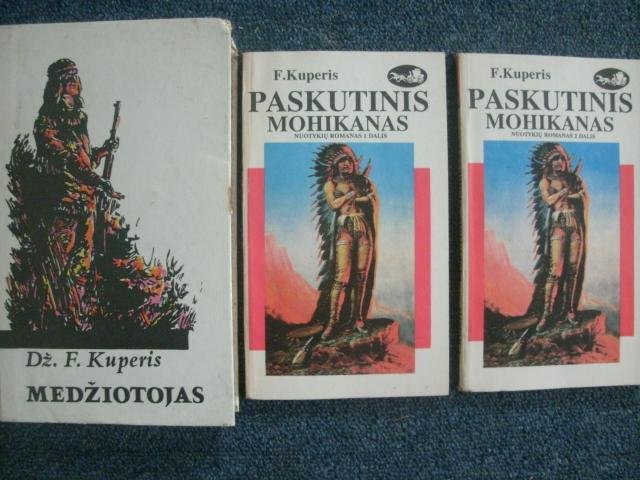 Dž. F. Kuperis
MEDŽIOTOJAS
F.Kuperis
PASKUTINIS
MOHIKANAS
NUOTYKIŲ ROMANAS 1 DALIS
F.Kuperis
PASKUTINIS
MOHIKANAS
NUOTYKIŲ ROMANAS 2 DALIS